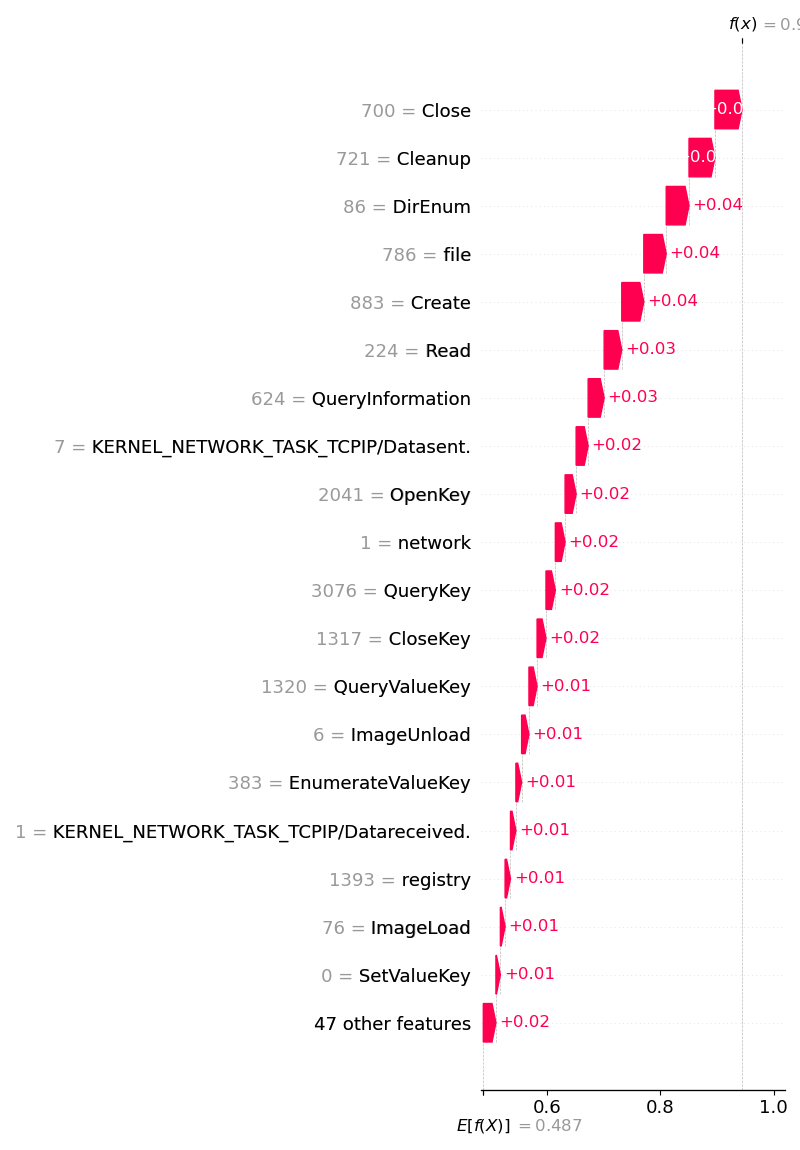 f(x) = 0.9
700 = Close
721 = Cleanup
86 = DirEnum +0.04
786 = file +0.04
883 = Create +0.04
224 = Read +0.03
624 = QueryInformation +0.03
7 = KERNEL_NETWORK_TASK_TCPIP/Datasent. +0.02
2041 = OpenKey +0.02
1 = network +0.02
3076 = QueryKey +0.02
1317 = CloseKey +0.02
1320 = QueryValueKey +0.01
6 = ImageUnload +0.01
383 = EnumerateValueKey +0.01
1 = KERNEL_NETWORK_TASK_TCPIP/Datareceived. +0.01
1393 = registry +0.01
76 = ImageLoad +0.01
0 = SetValueKey +0.01
47 other features +0.02
0.6 0.8 1.0
E[f(X)] = 0.487